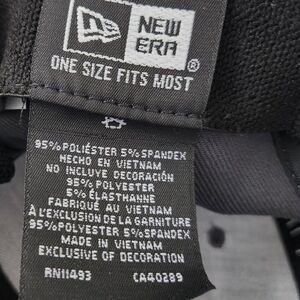 NEW
ERA
®
ONE SIZE FITS MOST
95% POLIÉSTER 5% SPANDEX
HECHO EN VIETNAM
NO INCLUYE DECORACIÓN
95% POLYESTER
5% ÉLASTHANNE
FABRIQUÉ AU VIETNAM
À L'EXCLUSION DE LA GARNITURE
95% POLYESTER 5% SPANDEX
MADE IN VIETNAM
EXCLUSIVE OF DECORATION
RN11493 CA40289